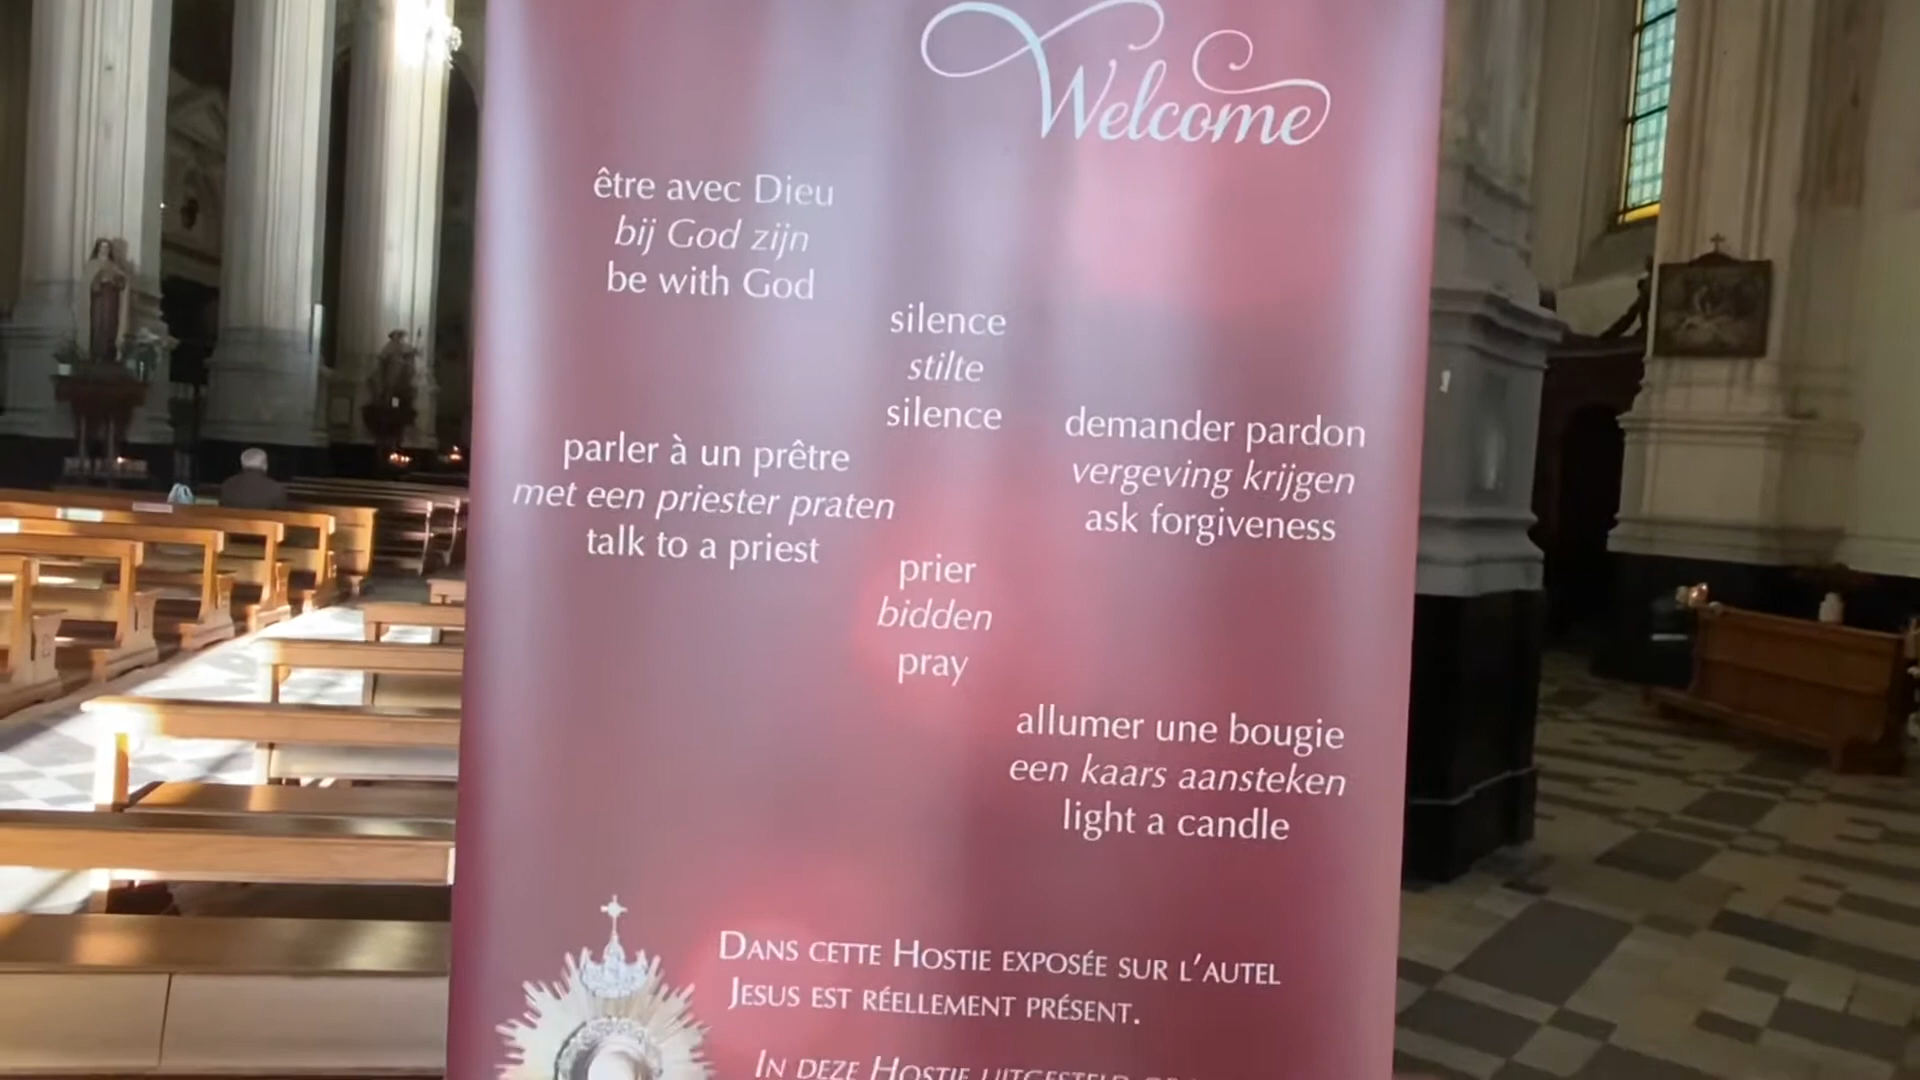 Welcome
être avec Dieu
bij God zijn
be with God
silence
stilte
silence
demander pardon
vergeving krijgen
ask forgiveness
parler à un prêtre
met een priester praten
talk to a priest
prier
bidden
pray
allumer une bougie
een kaars aansteken
light a candle
DANS CETTE HOSTIE EXPOSÉE SUR L'AUTEL
JESUS EST RÉELLEMENT PRÉSENT.
IN DEZE HOSTIE UITGESTELD